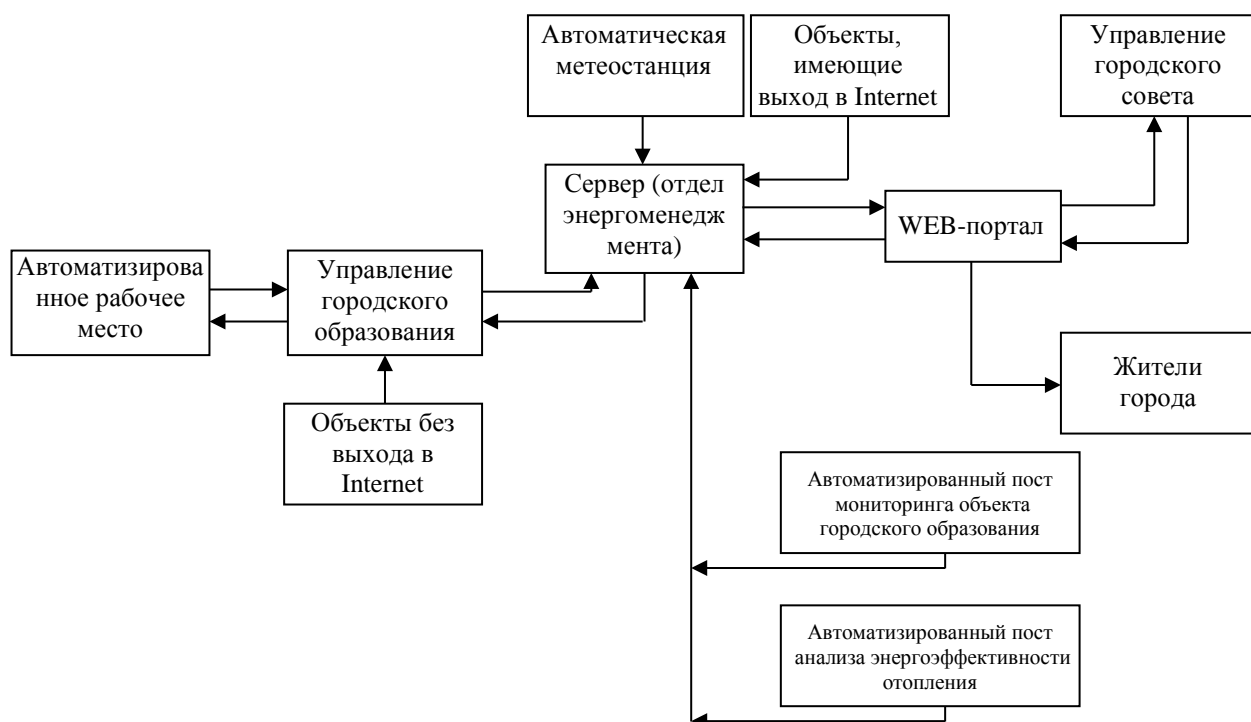 Автоматическая
метеостанция
Объекты,
имеющие
выход в Internet
Управление
городского
совета
Сервер (отдел
энергоменедж
мента)
WEB-портал
Автоматизирова
нное рабочее
место
Управление
городского
образования
Жители
города
Объекты без
выхода в
Internet
Автоматизированный пост
мониторинга объекта
городского образования
Автоматизированный пост
анализа энергоэффективности
отопления